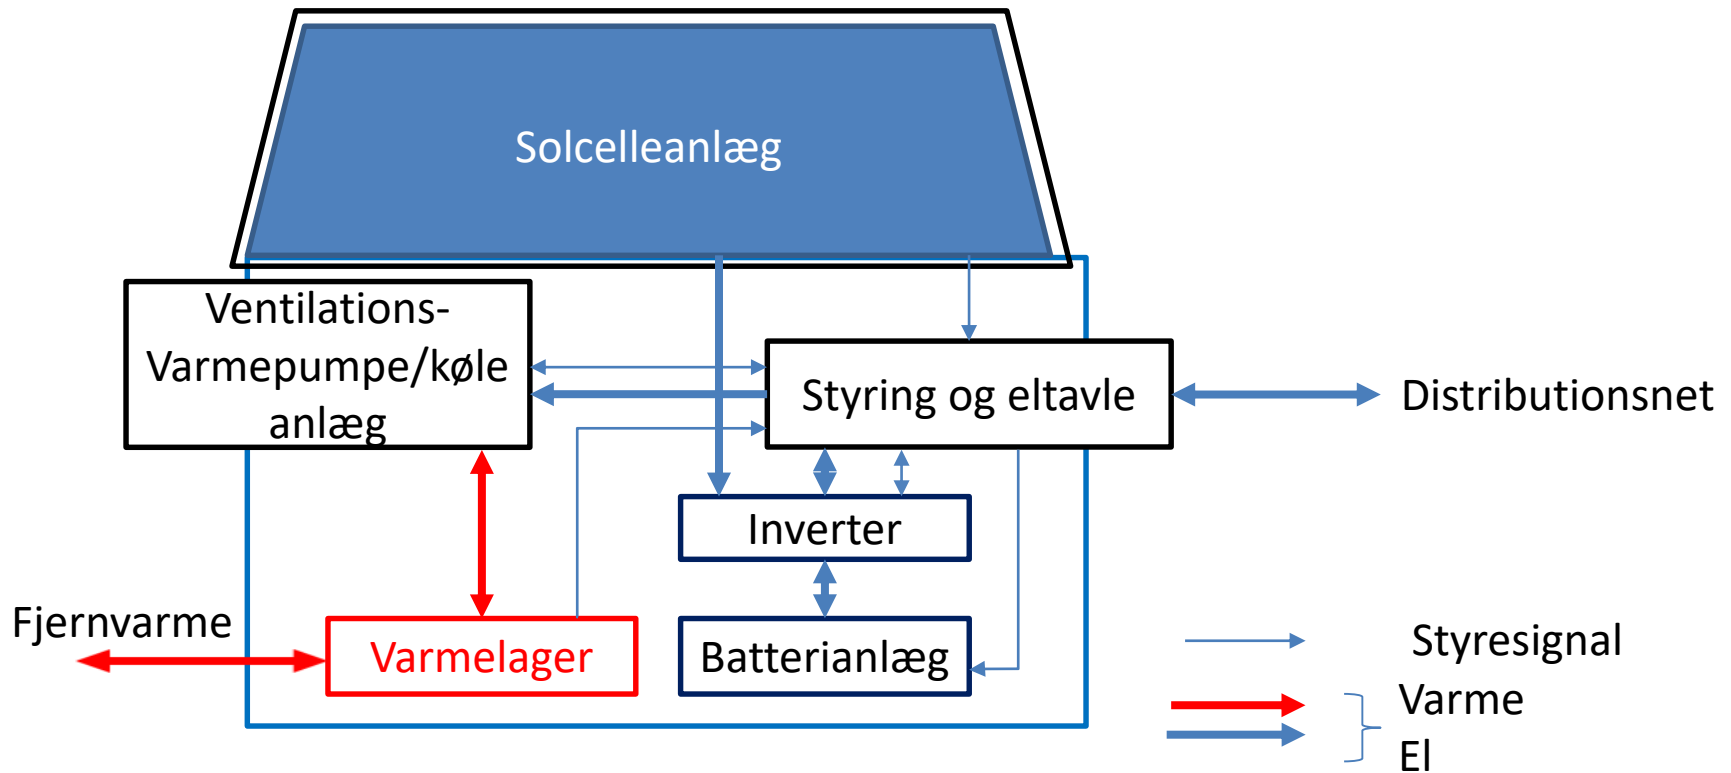 Solcelleanlæg
Ventilations-
Varmepumpe/køle
anlæg
Styring og eltavle
Distributionsnet
Inverter
Fjernvarme
Varmelager
Batterianlæg
Styresignal
Varme
El